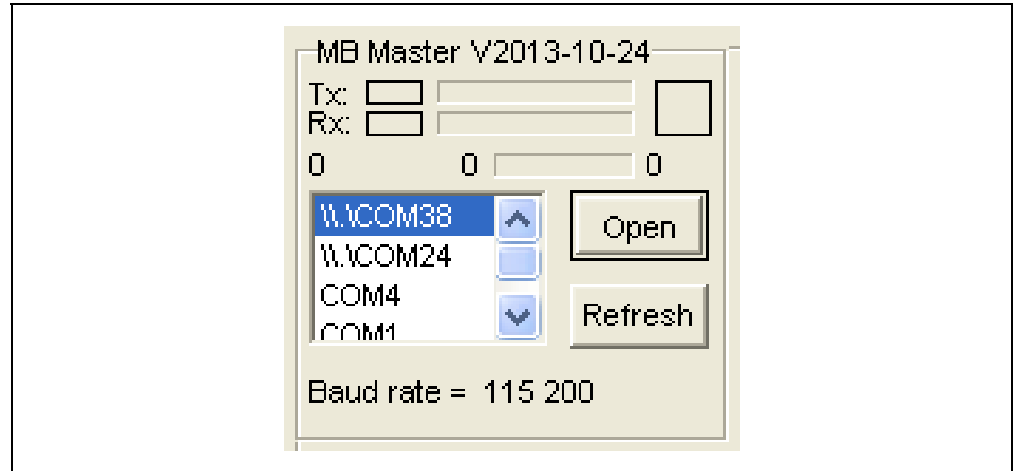 MB Master V2013-10-24
Tx:
Rx:
0 0 0
\\.\COM38
\\.\COM24
COM4
COM1
Open
Refresh
Baud rate = 115 200